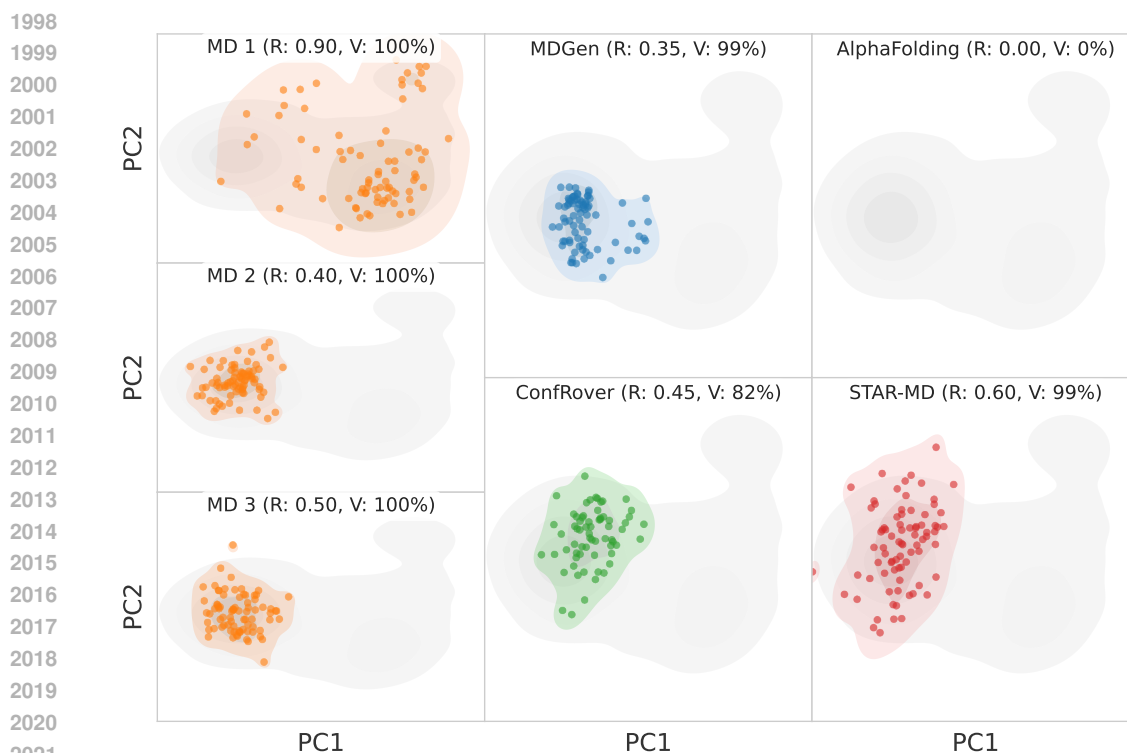 1998
1999
2000
2001
2002
2003
2004
2005
2006
2007
2008
2009
2010
2011
2012
2013
2014
2015
2016
2017
2018
2019
2020
2021
MD 1 (R: 0.90, V: 100%)
MDGen (R: 0.35, V: 99%)
AlphaFolding (R: 0.00, V: 0%)
PC2
MD 2 (R: 0.40, V: 100%)
PC2
ConfRover (R: 0.45, V: 82%)
STAR-MD (R: 0.60, V: 99%)
MD 3 (R: 0.50, V: 100%)
PC2
PC1
PC1
PC1